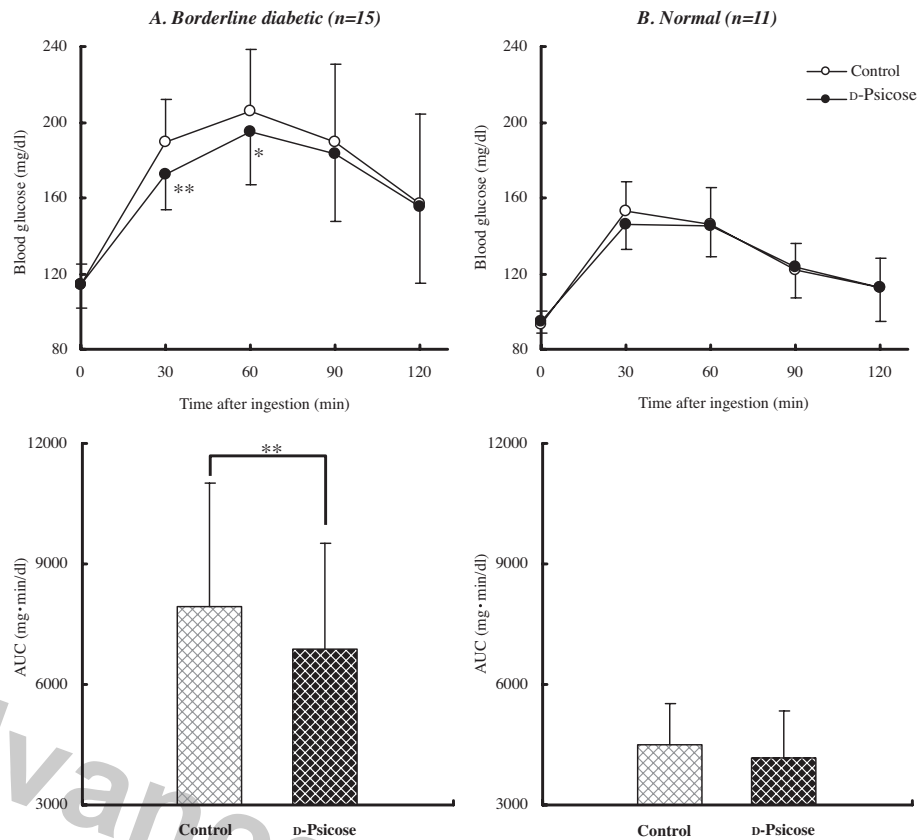 A. Borderline diabetic (n=15)
B. Normal (n=11)
240
200
160
120
80
Blood glucose (mg/dl)
**
*
0 30 60 90 120
Time after ingestion (min)
240
200
160
120
80
Blood glucose (mg/dl)
Control
D-Psicose
0 30 60 90 120
Time after ingestion (min)
12000
9000
6000
3000
AUC (mg•min/dl)
**
Control D-Psicose
12000
9000
6000
3000
AUC (mg•min/dl)
Control D-Psicose